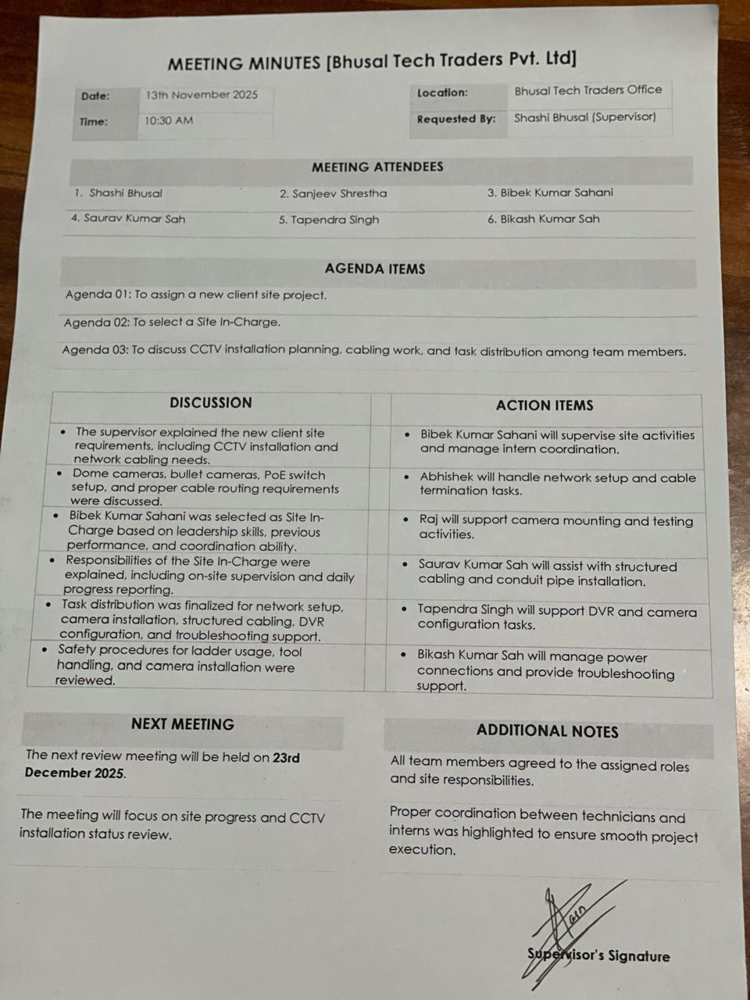 MEETING MINUTES [Bhusal Tech Traders Pvt. Ltd]
Date: 13th November 2025
Time: 10:30 AM
Location: Bhusal Tech Traders Office
Requested By: Shashi Bhusal (Supervisor)
MEETING ATTENDEES
1. Shashi Bhusal 2. Sanjeev Shrestha 3. Bibek Kumar Sahani
4. Saurav Kumar Sah 5. Tapendra Singh 6. Bikash Kumar Sah
AGENDA ITEMS
Agenda 01: To assign a new client site project.
Agenda 02: To select a Site In-Charge.
Agenda 03: To discuss CCTV installation planning, cabling work, and task distribution among team members.
DISCUSSION
• The supervisor explained the new client site
requirements, including CCTV installation and
network cabling needs.
• Dome cameras, bullet cameras, PoE switch
setup, and proper cable routing requirements
were discussed.
• Bibek Kumar Sahani was selected as Site In-
Charge based on leadership skills, previous
performance, and coordination ability.
• Responsibilities of the Site In-Charge were
explained, including on-site supervision and daily
progress reporting.
• Task distribution was finalized for network setup,
camera installation, structured cabling, DVR
configuration, and troubleshooting support.
• Safety procedures for ladder usage, tool
handling, and camera installation were
reviewed.
ACTION ITEMS
• Bibek Kumar Sahani will supervise site activities
and manage intern coordination.
• Abhishek will handle network setup and cable
termination tasks.
• Raj will support camera mounting and testing
activities.
• Saurav Kumar Sah will assist with structured
cabling and conduit pipe installation.
• Tapendra Singh will support DVR and camera
configuration tasks.
• Bikash Kumar Sah will manage power
connections and provide troubleshooting
support.
NEXT MEETING
The next review meeting will be held on 23rd
December 2025.
The meeting will focus on site progress and CCTV
installation status review.
ADDITIONAL NOTES
All team members agreed to the assigned roles
and site responsibilities.
Proper coordination between technicians and
interns was highlighted to ensure smooth project
execution.
Supervisor's Signature